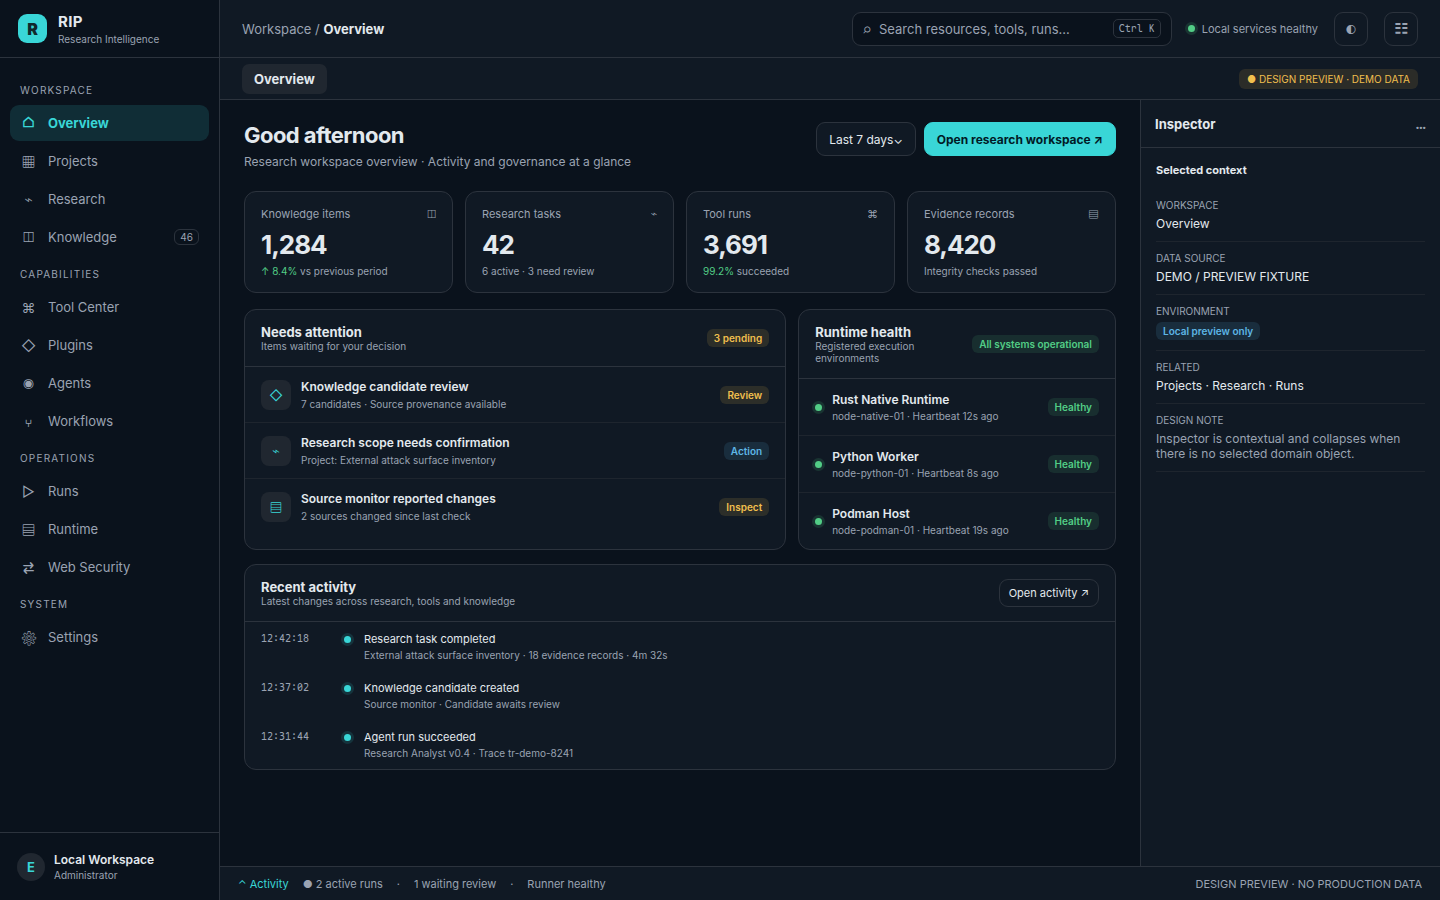 R
RIP
Research Intelligence
Workspace / Overview
Search resources, tools, runs...
Ctrl K
Local services healthy
Overview
DESIGN PREVIEW · DEMO DATA
WORKSPACE
Overview
Projects
Research
Knowledge
46
CAPABILITIES
Tool Center
Plugins
Agents
Workflows
OPERATIONS
Runs
Runtime
Web Security
SYSTEM
Settings
E
Local Workspace
Administrator
Good afternoon
Research workspace overview · Activity and governance at a glance
Last 7 days
Open research workspace ↗
Knowledge items
1,284
↑ 8.4% vs previous period
Research tasks
42
6 active · 3 need review
Tool runs
3,691
99.2% succeeded
Evidence records
8,420
Integrity checks passed
Needs attention
Items waiting for your decision
3 pending
Knowledge candidate review
7 candidates · Source provenance available
Review
Research scope needs confirmation
Project: External attack surface inventory
Action
Source monitor reported changes
2 sources changed since last check
Inspect
Runtime health
Registered execution
environments
All systems operational
Rust Native Runtime
node-native-01 · Heartbeat 12s ago
Healthy
Python Worker
node-python-01 · Heartbeat 8s ago
Healthy
Podman Host
node-podman-01 · Heartbeat 19s ago
Healthy
Recent activity
Latest changes across research, tools and knowledge
Open activity ↗
12:42:18
Research task completed
External attack surface inventory · 18 evidence records · 4m 32s
12:37:02
Knowledge candidate created
Source monitor · Candidate awaits review
12:31:44
Agent run succeeded
Research Analyst v0.4 · Trace tr-demo-8241
Inspector
...
Selected context
WORKSPACE
Overview
DATA SOURCE
DEMO / PREVIEW FIXTURE
ENVIRONMENT
Local preview only
RELATED
Projects · Research · Runs
DESIGN NOTE
Inspector is contextual and collapses when
there is no selected domain object.
^ Activity
2 active runs · 1 waiting review · Runner healthy
DESIGN PREVIEW · NO PRODUCTION DATA